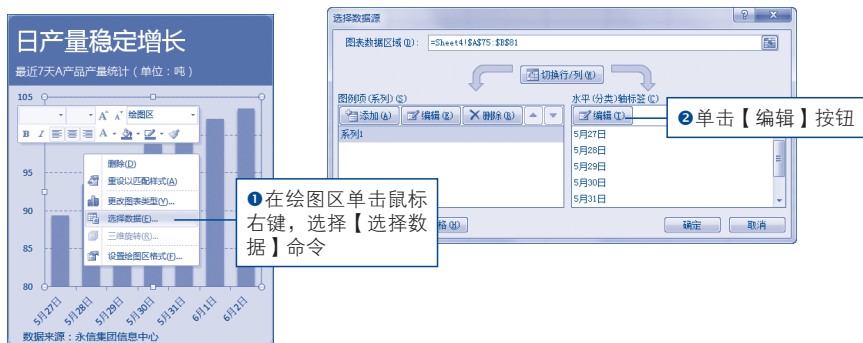 日产量稳定增长
最近7天A产品产量统计（单位：吨）
105
95
90
85
80
绘图区
B I
删除(D)
重设以匹配样式(A)
更改图表类型(Y)...
选择数据(E)...
三维旋转(R)...
设置绘图区格式(F)...
5月27日
5月28日
5月29日
5月30日
5月31日
6月1日
6月2日
数据来源：永信集团信息中心
❶在绘图区单击鼠标
右键，选择【选择数
据】命令
选择数据源
图表数据区域(D)：
=Sheet4!$A$75:$B$81
切换行/列(W)
图例项(系列)(S)
添加(A)
编辑(E)
删除(R)
系列1
水平(分类)轴标签(C)
编辑(T)...
5月27日
5月28日
5月29日
5月30日
5月31日
格(H)
确定
取消
❷单击【编辑】按钮